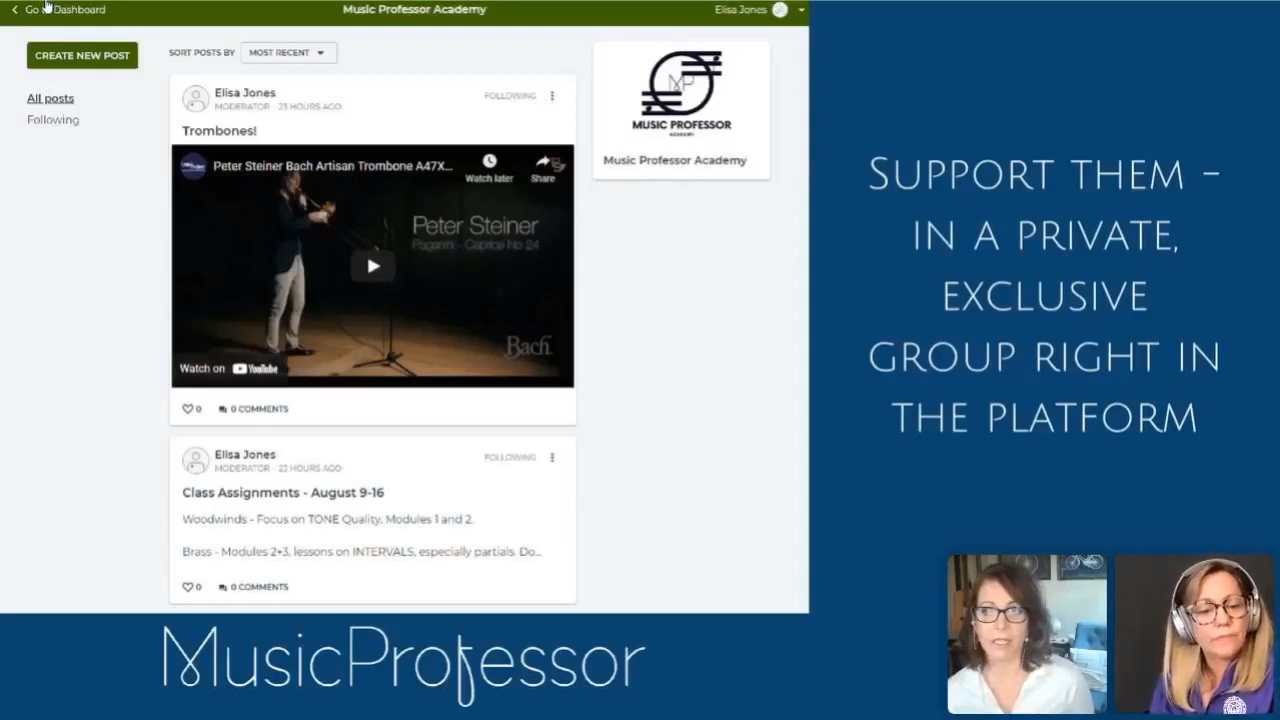 Go to Dashboard
Music Professor Academy
Elisa Jones
CREATE NEW POST
All posts
Following
SORT POSTS BY
MOST RECENT
Elisa Jones
MODERATOR · 23 HOURS AGO
FOLLOWING
Trombones!
Peter Steiner Bach Artisan Trombone A47X...
Watch later
Share
Peter Steiner
Paganini - Caprice No 24
Bach
Watch on YouTube
0
0 COMMENTS
Elisa Jones
MODERATOR · 23 HOURS AGO
FOLLOWING
Class Assignments - August 9-16
Woodwinds - Focus on TONE Quality. Modules 1 and 2.
Brass - Modules 2+3, lessons on INTERVALS, especially partials. Do...
0
0 COMMENTS
MP
MUSIC PROFESSOR
ACADEMY
Music Professor Academy
SUPPORT THEM -
IN A PRIVATE,
EXCLUSIVE
GROUP RIGHT IN
THE PLATFORM
MusicProfessor